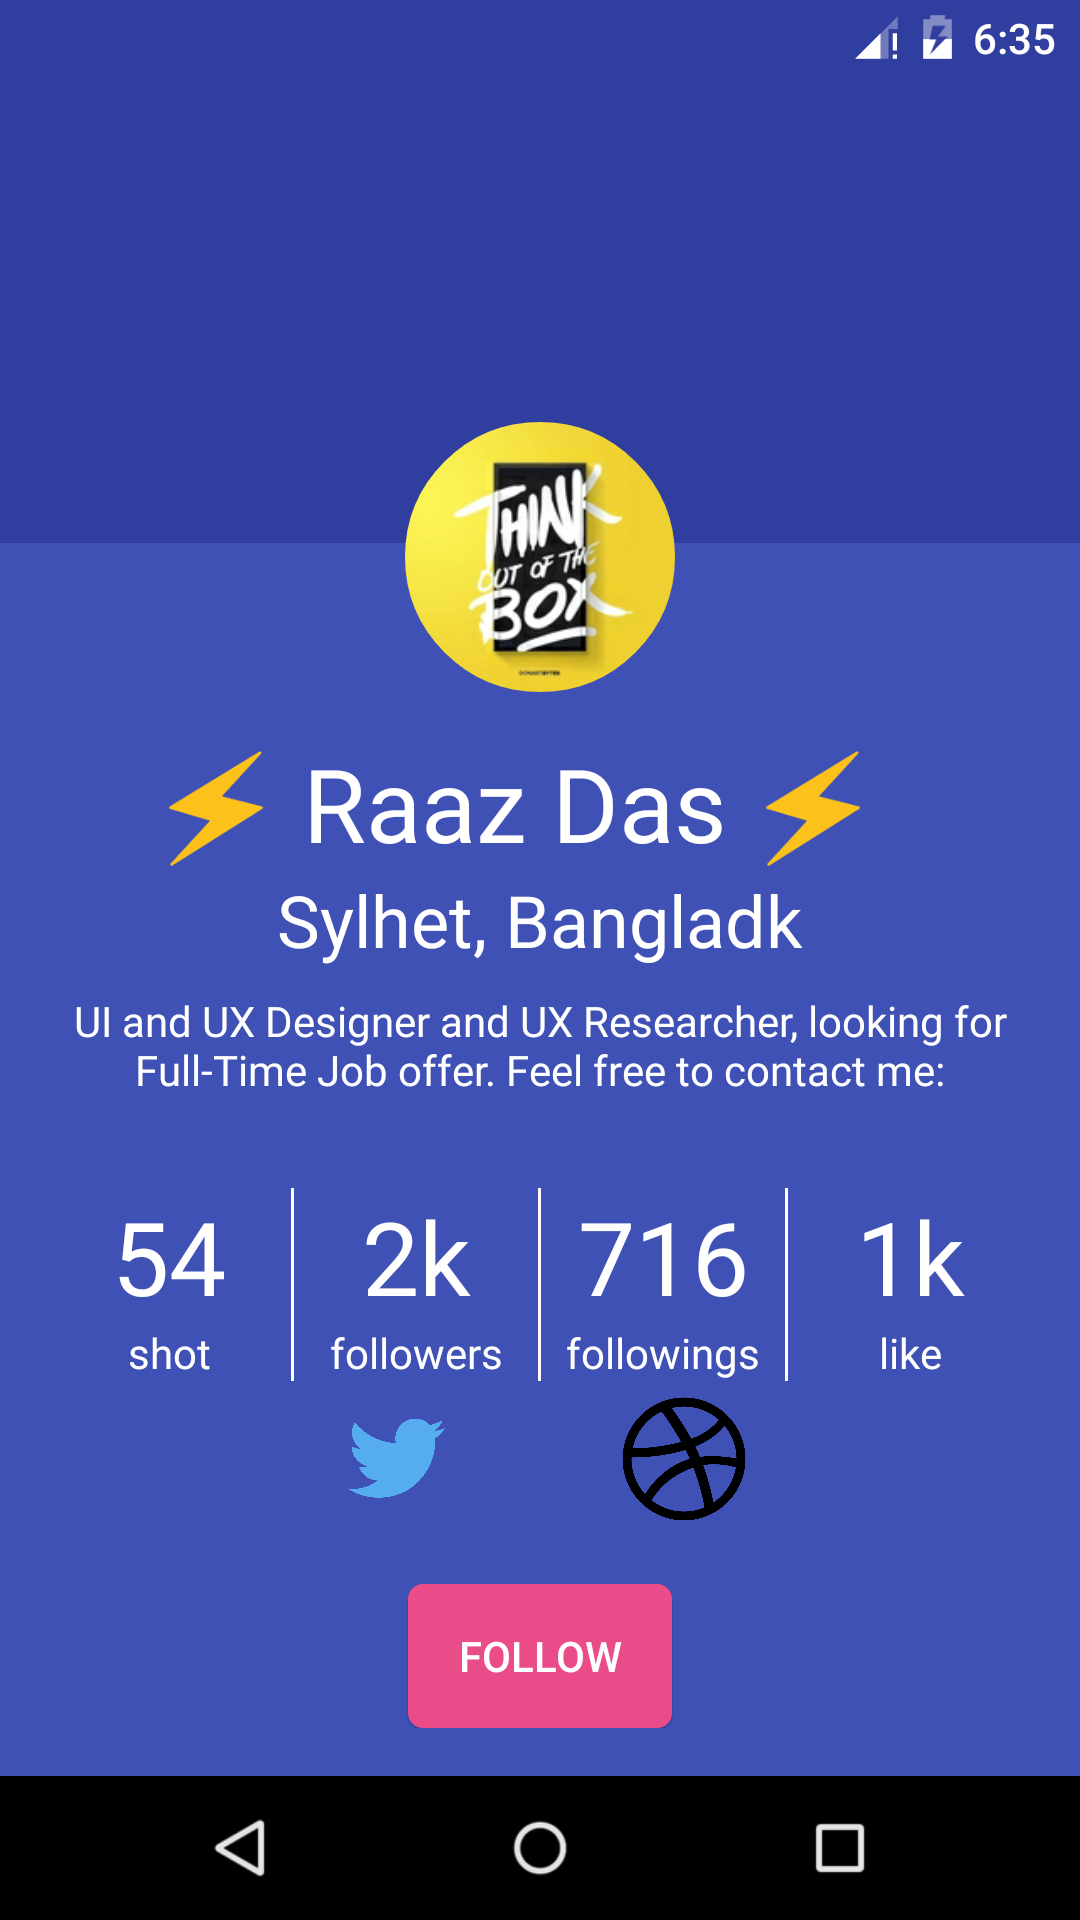 6:35
THINK
OUT OF THE
BOX
⚡ Raaz Das ⚡
Sylhet, Bangladk
UI and UX Designer and UX Researcher, looking for
Full-Time Job offer. Feel free to contact me:
54 2k 716 1k
shot followers followings like
FOLLOW